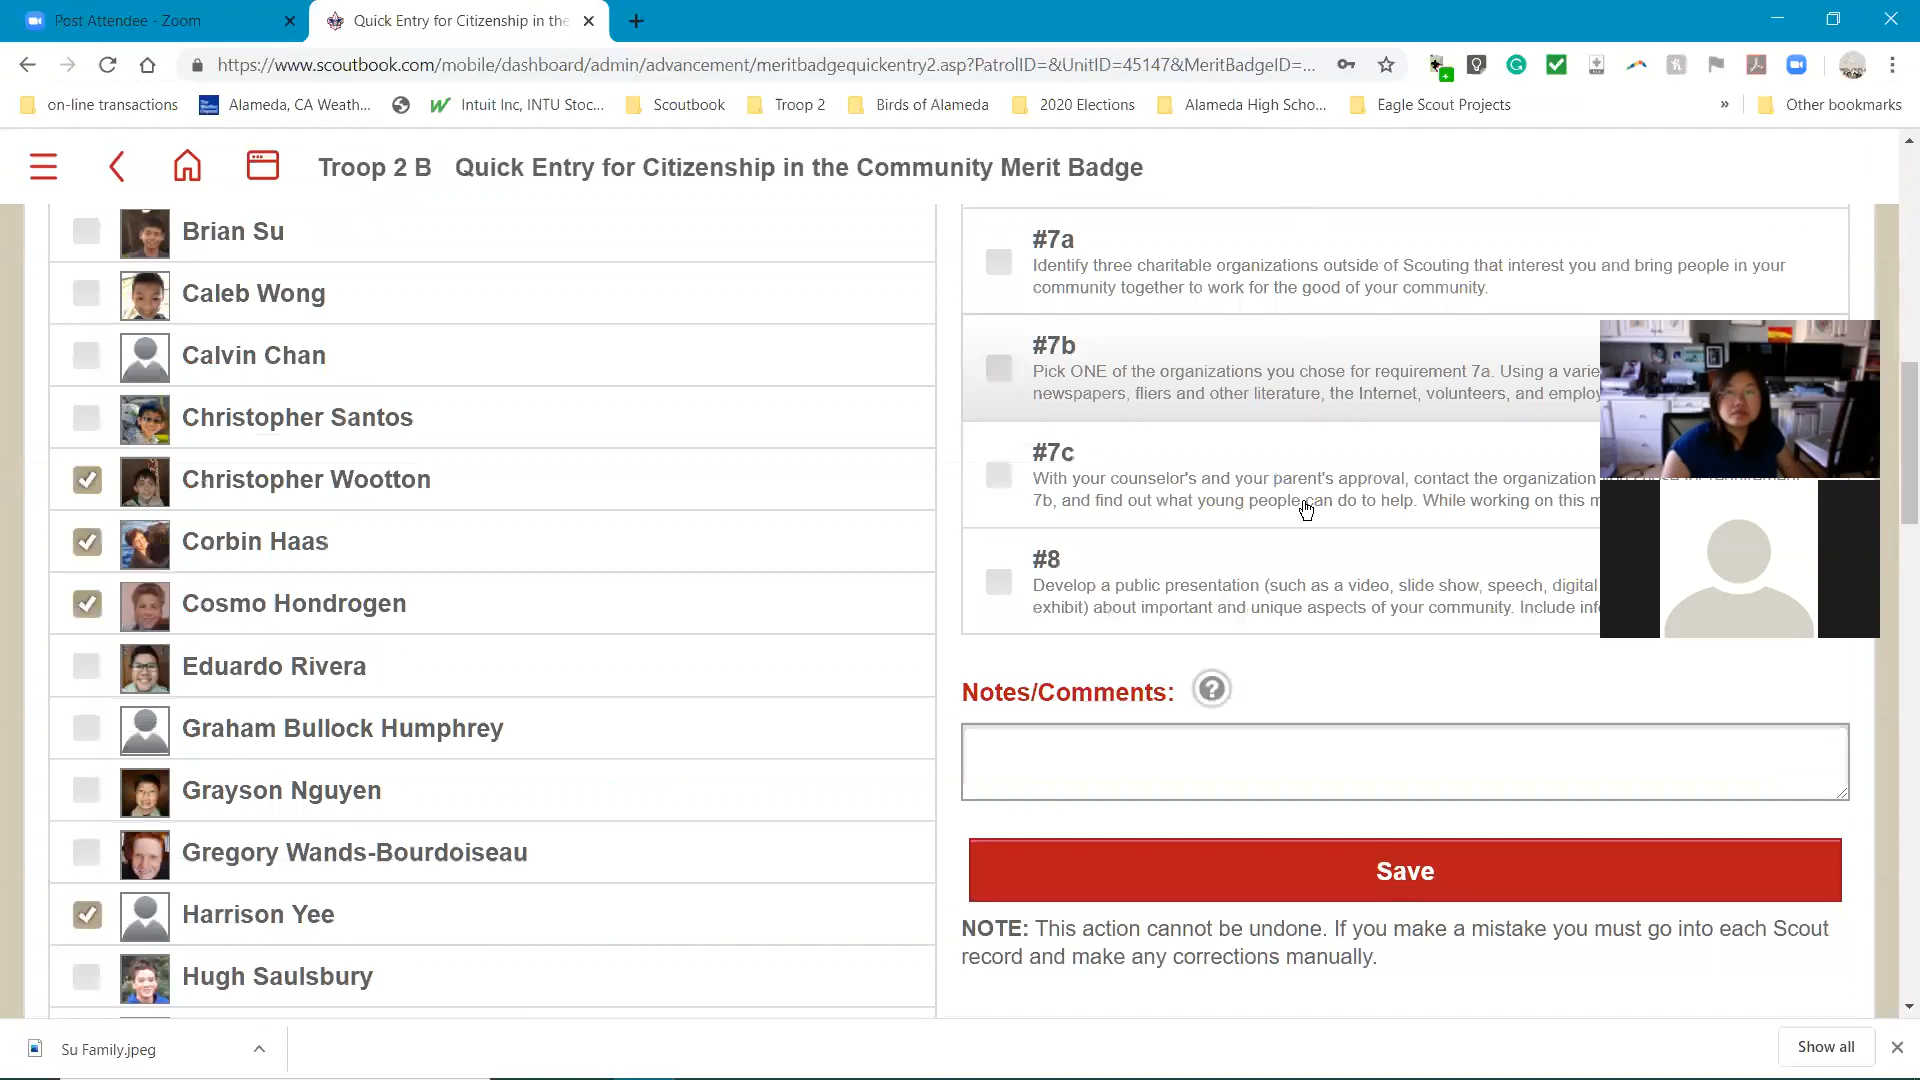 Post Attendee - Zoom
Quick Entry for Citizenship in the
https://www.scoutbook.com/mobile/dashboard/admin/advancement/meritbadgequickentry2.asp?PatrolID=&UnitID=45147&MeritBadgeID=...
on-line transactions
Alameda, CA Weath...
Intuit Inc, INTU Stoc...
Scoutbook
Troop 2
Birds of Alameda
2020 Elections
Alameda High Scho...
Eagle Scout Projects
»
Other bookmarks
Troop 2 B Quick Entry for Citizenship in the Community Merit Badge
Brian Su
Caleb Wong
Calvin Chan
Christopher Santos
Christopher Wootton
Corbin Haas
Cosmo Hondrogen
Eduardo Rivera
Graham Bullock Humphrey
Grayson Nguyen
Gregory Wands-Bourdoiseau
Harrison Yee
Hugh Saulsbury
#7a
Identify three charitable organizations outside of Scouting that interest you and bring people in your
community together to work for the good of your community.
#7b
Pick ONE of the organizations you chose for requirement 7a. Using a varie
newspapers, fliers and other literature, the Internet, volunteers, and employ
#7c
With your counselor's and your parent's approval, contact the organization
7b, and find out what young people can do to help. While working on this m
#8
Develop a public presentation (such as a video, slide show, speech, digital
exhibit) about important and unique aspects of your community. Include inf
Notes/Comments: ?
Save
NOTE: This action cannot be undone. If you make a mistake you must go into each Scout
record and make any corrections manually.
Su Family.jpeg
Show all